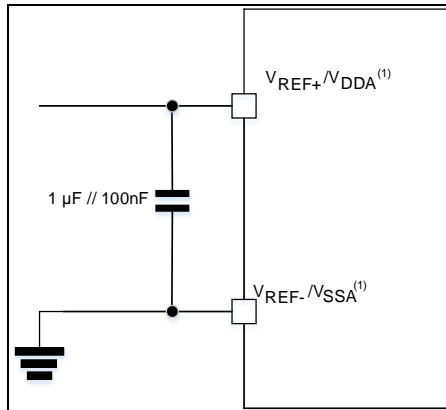 VREF+/VDDA(1)
1 µF // 100nF
VREF-/VSSA(1)